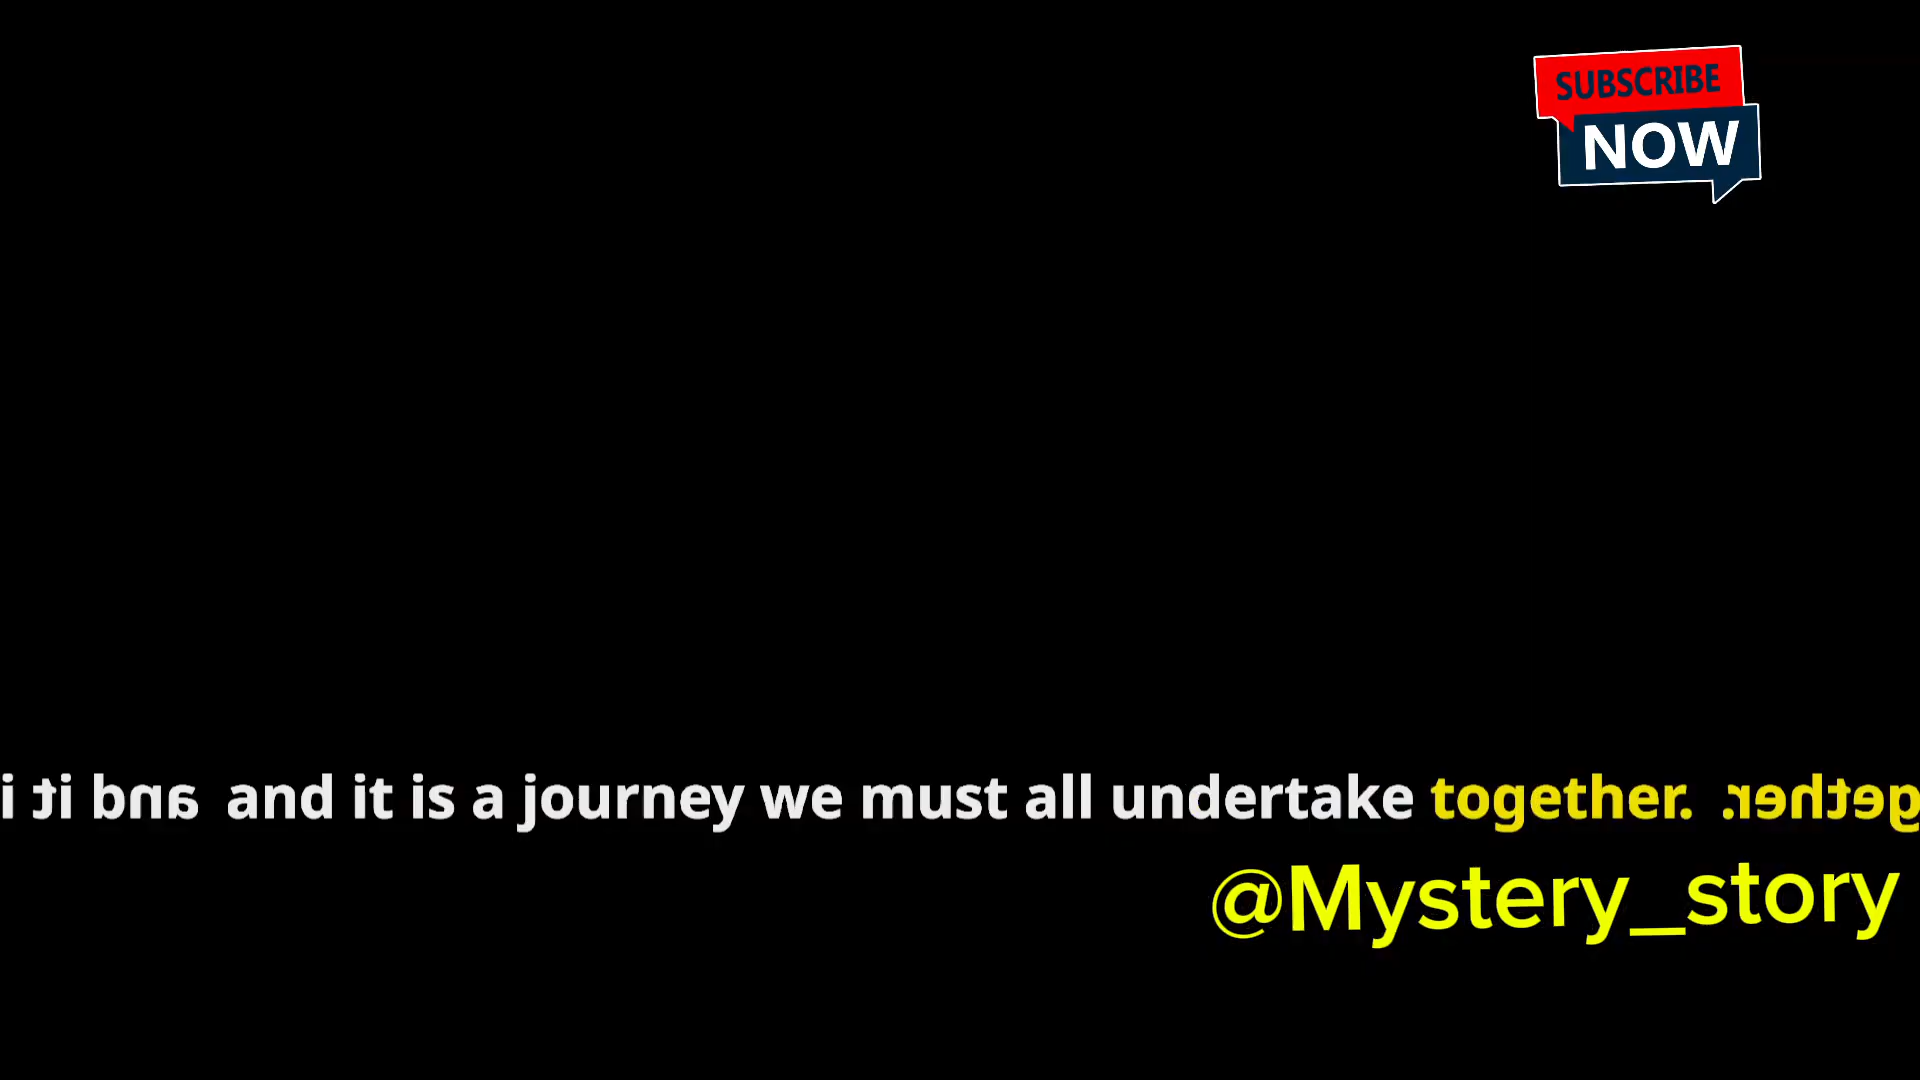 SUBSCRIBE
NOW
and it is a journey we must all undertake together.
@Mystery_story